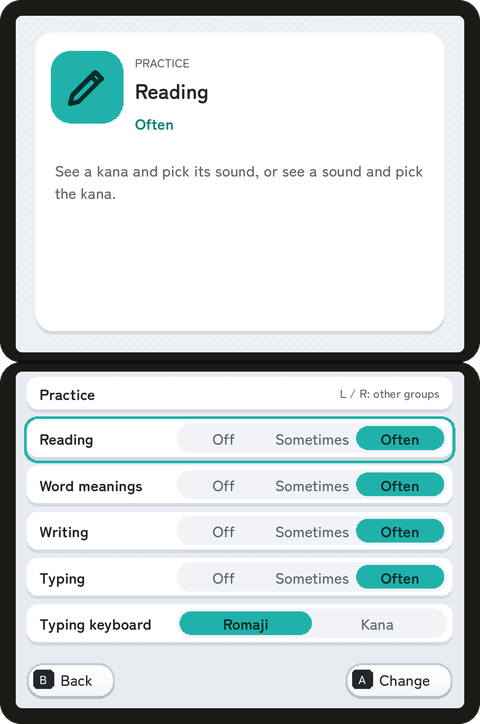 PRACTICE
Reading
Often
See a kana and pick its sound, or see a sound and pick
the kana.
Practice L / R: other groups
Reading Off Sometimes Often
Word meanings Off Sometimes Often
Writing Off Sometimes Often
Typing Off Sometimes Often
Typing keyboard Romaji Kana
B Back A Change